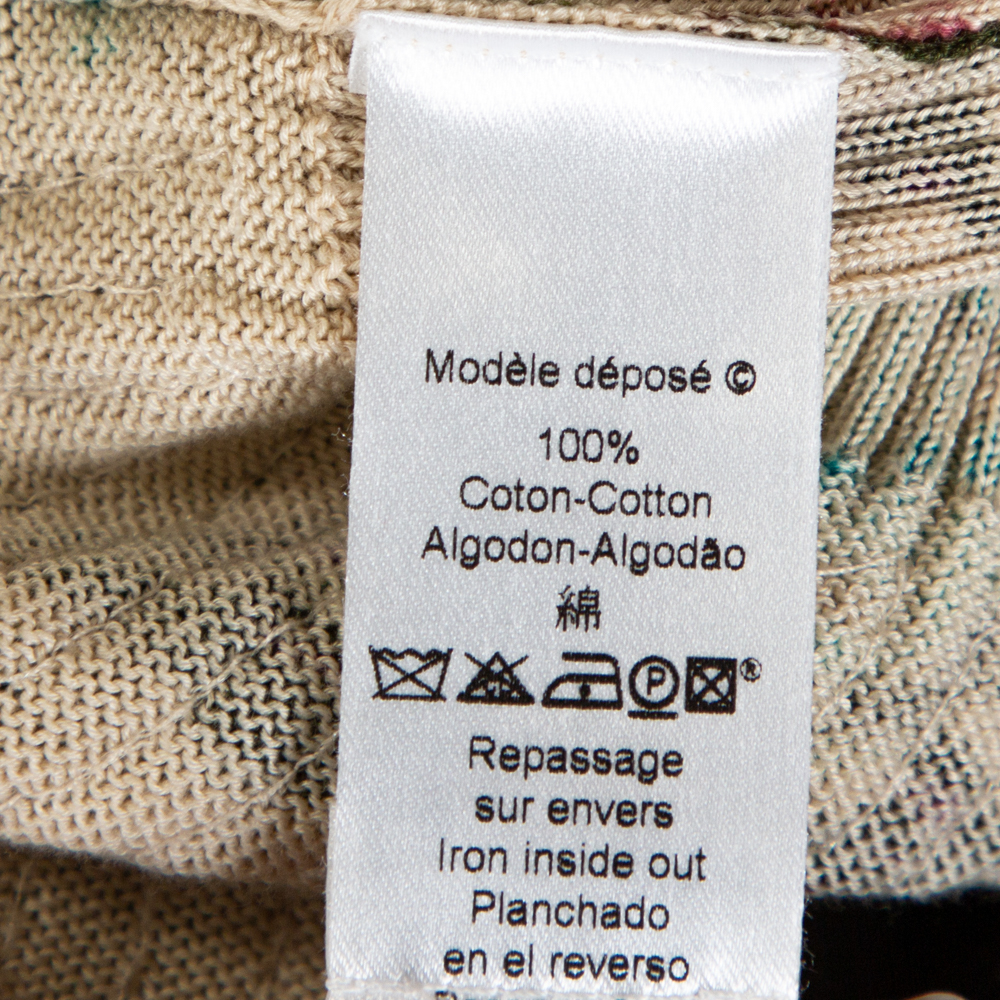 Modèle déposé ©
100%
Coton-Cotton
Algodon-Algodão
綿
P ®
Repassage
sur envers
Iron inside out
Planchado
en el reverso